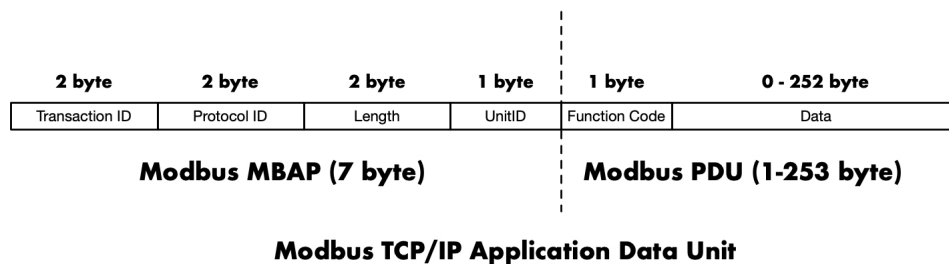 2 byte 2 byte 2 byte 1 byte 1 byte 0 - 252 byte
Transaction ID Protocol ID Length UnitID Function Code Data
Modbus MBAP (7 byte) Modbus PDU (1-253 byte)
Modbus TCP/IP Application Data Unit